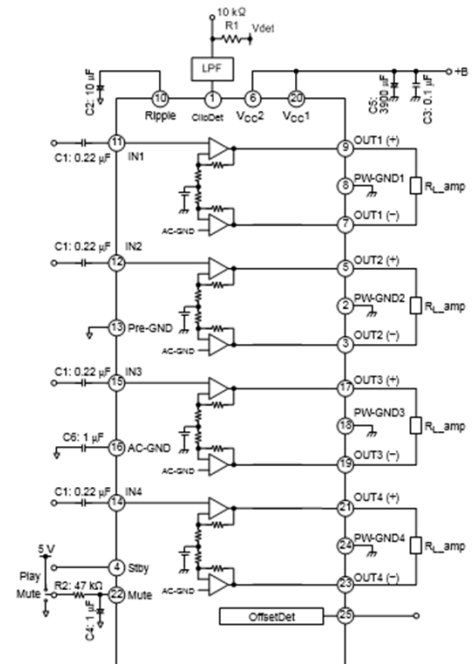 10 kΩ
R1
Vdet
LPF
+B
C2: 10 μF
C5: 3900 μF
C3: 0.1 μF
10
1
6
20
Ripple
ClioDet
VCC2
VCC1
C1: 0.22 μF
11
IN1
AC-GND
9
OUT1 (+)
8
PW-GND1
RL_amp
7
OUT1 (−)
C1: 0.22 μF
12
IN2
AC-GND
5
OUT2 (+)
2
PW-GND2
RL_amp
3
OUT2 (−)
13
Pre-GND
C1: 0.22 μF
15
IN3
AC-GND
17
OUT3 (+)
18
PW-GND3
RL_amp
19
OUT3 (−)
C6: 1 μF
16
AC-GND
C1: 0.22 μF
14
IN4
AC-GND
21
OUT4 (+)
24
PW-GND4
RL_amp
23
OUT4 (−)
5 V
Play
Mute
4
Stby
R2: 47 kΩ
22
Mute
C4: 1 μF
OffsetDet
25